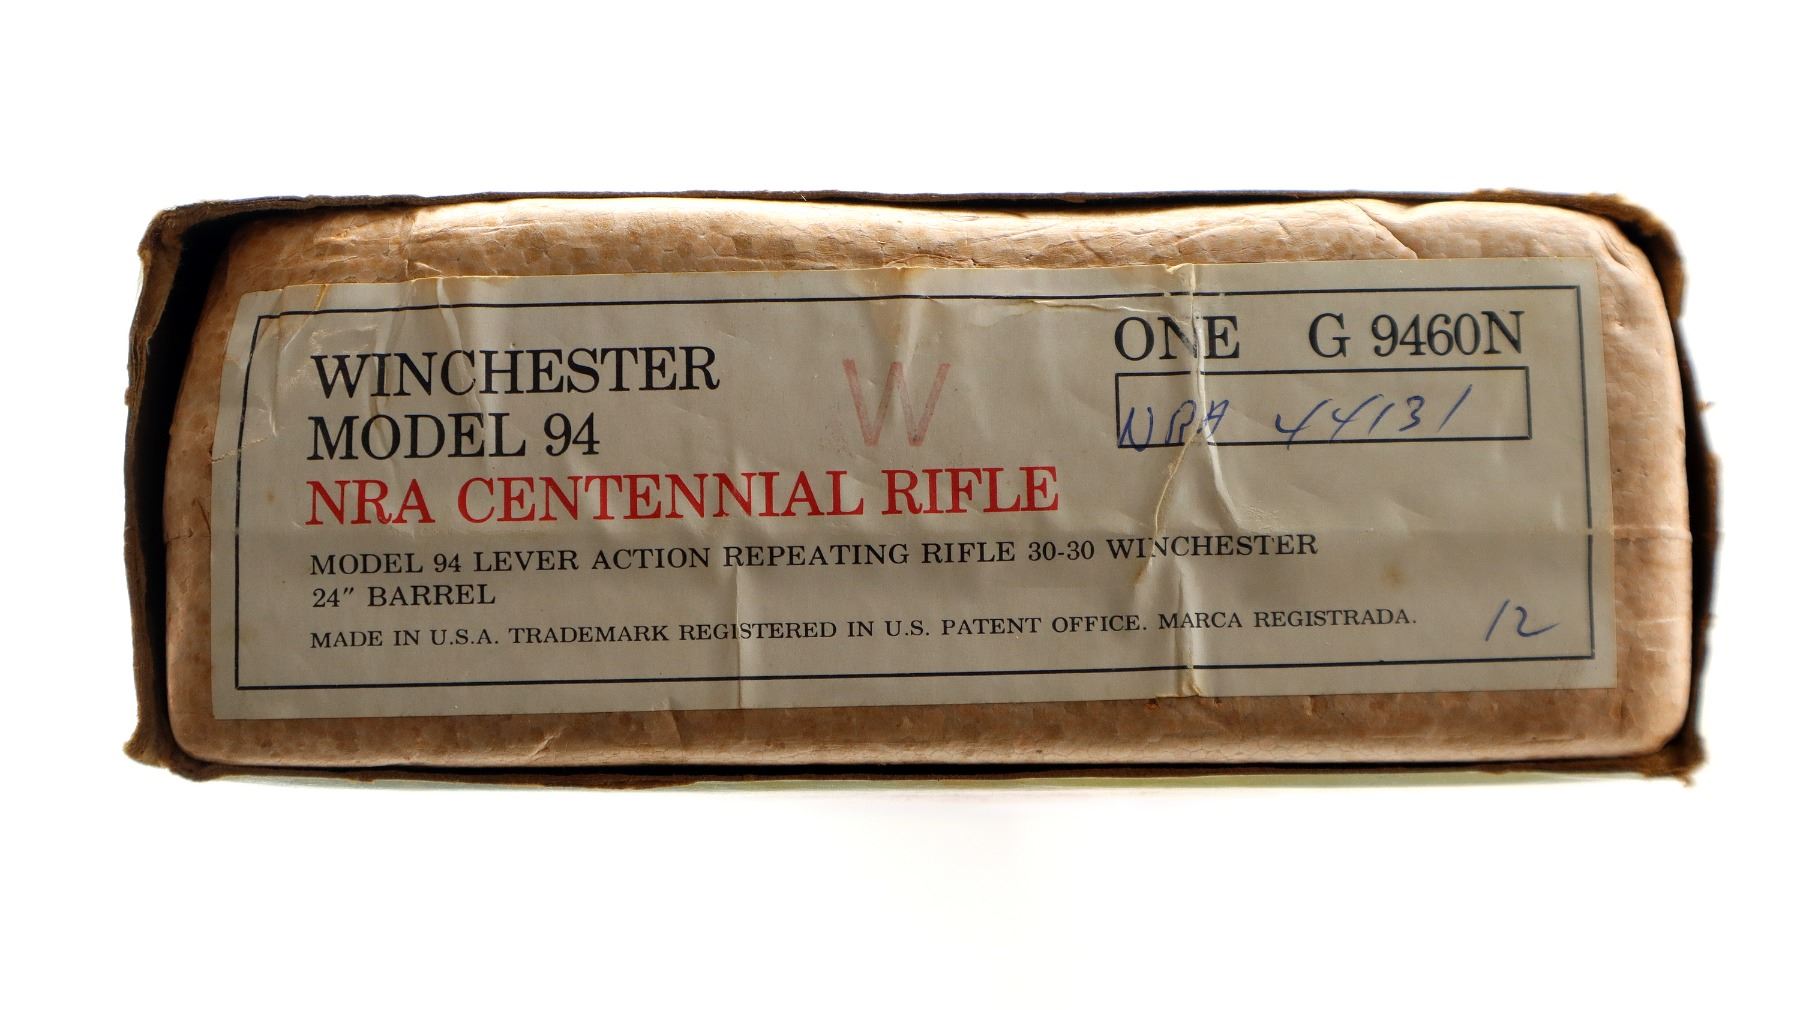 WINCHESTER
MODEL 94
NRA CENTENNIAL RIFLE
W
ONE G 9460N
NRA 44131
MODEL 94 LEVER ACTION REPEATING RIFLE 30-30 WINCHESTER
24" BARREL
MADE IN U.S.A. TRADEMARK REGISTERED IN U.S. PATENT OFFICE. MARCA REGISTRADA.
12